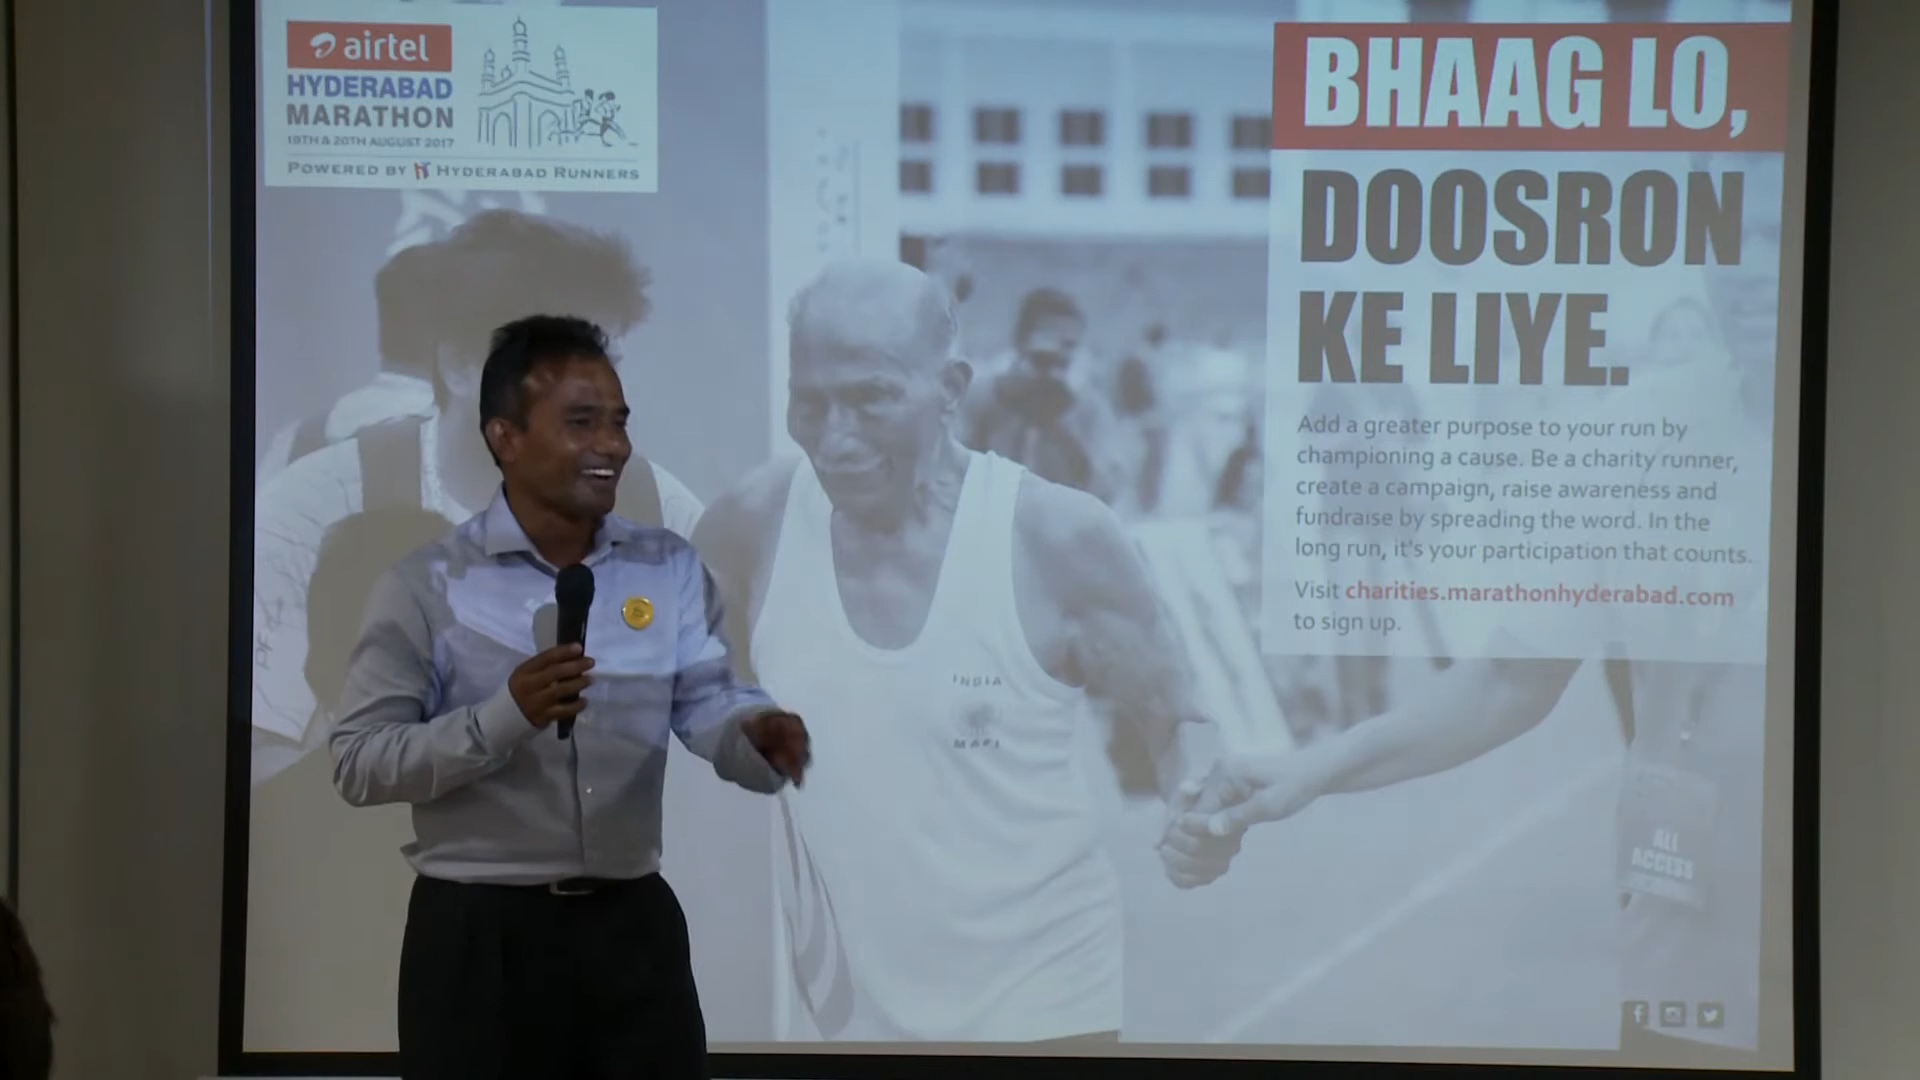 airtel
HYDERABAD
MARATHON
19TH & 20TH AUGUST 2017
POWERED BY HYDERABAD RUNNERS
BHAAG LO,
DOOSRON
KE LIYE.
Add a greater purpose to your run by
championing a cause. Be a charity runner,
create a campaign, raise awareness and
fundraise by spreading the word. In the
long run, it's your participation that counts.
Visit charities.marathonhyderabad.com
to sign up.
INDIA
ALL
ACCESS